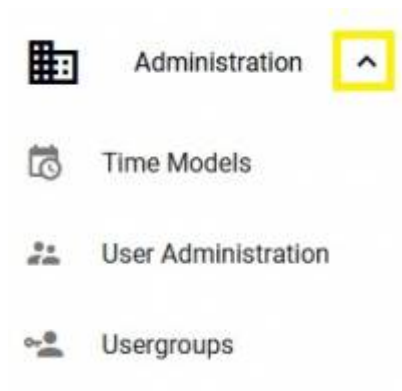 Administration
Time Models
User Administration
Usergroups